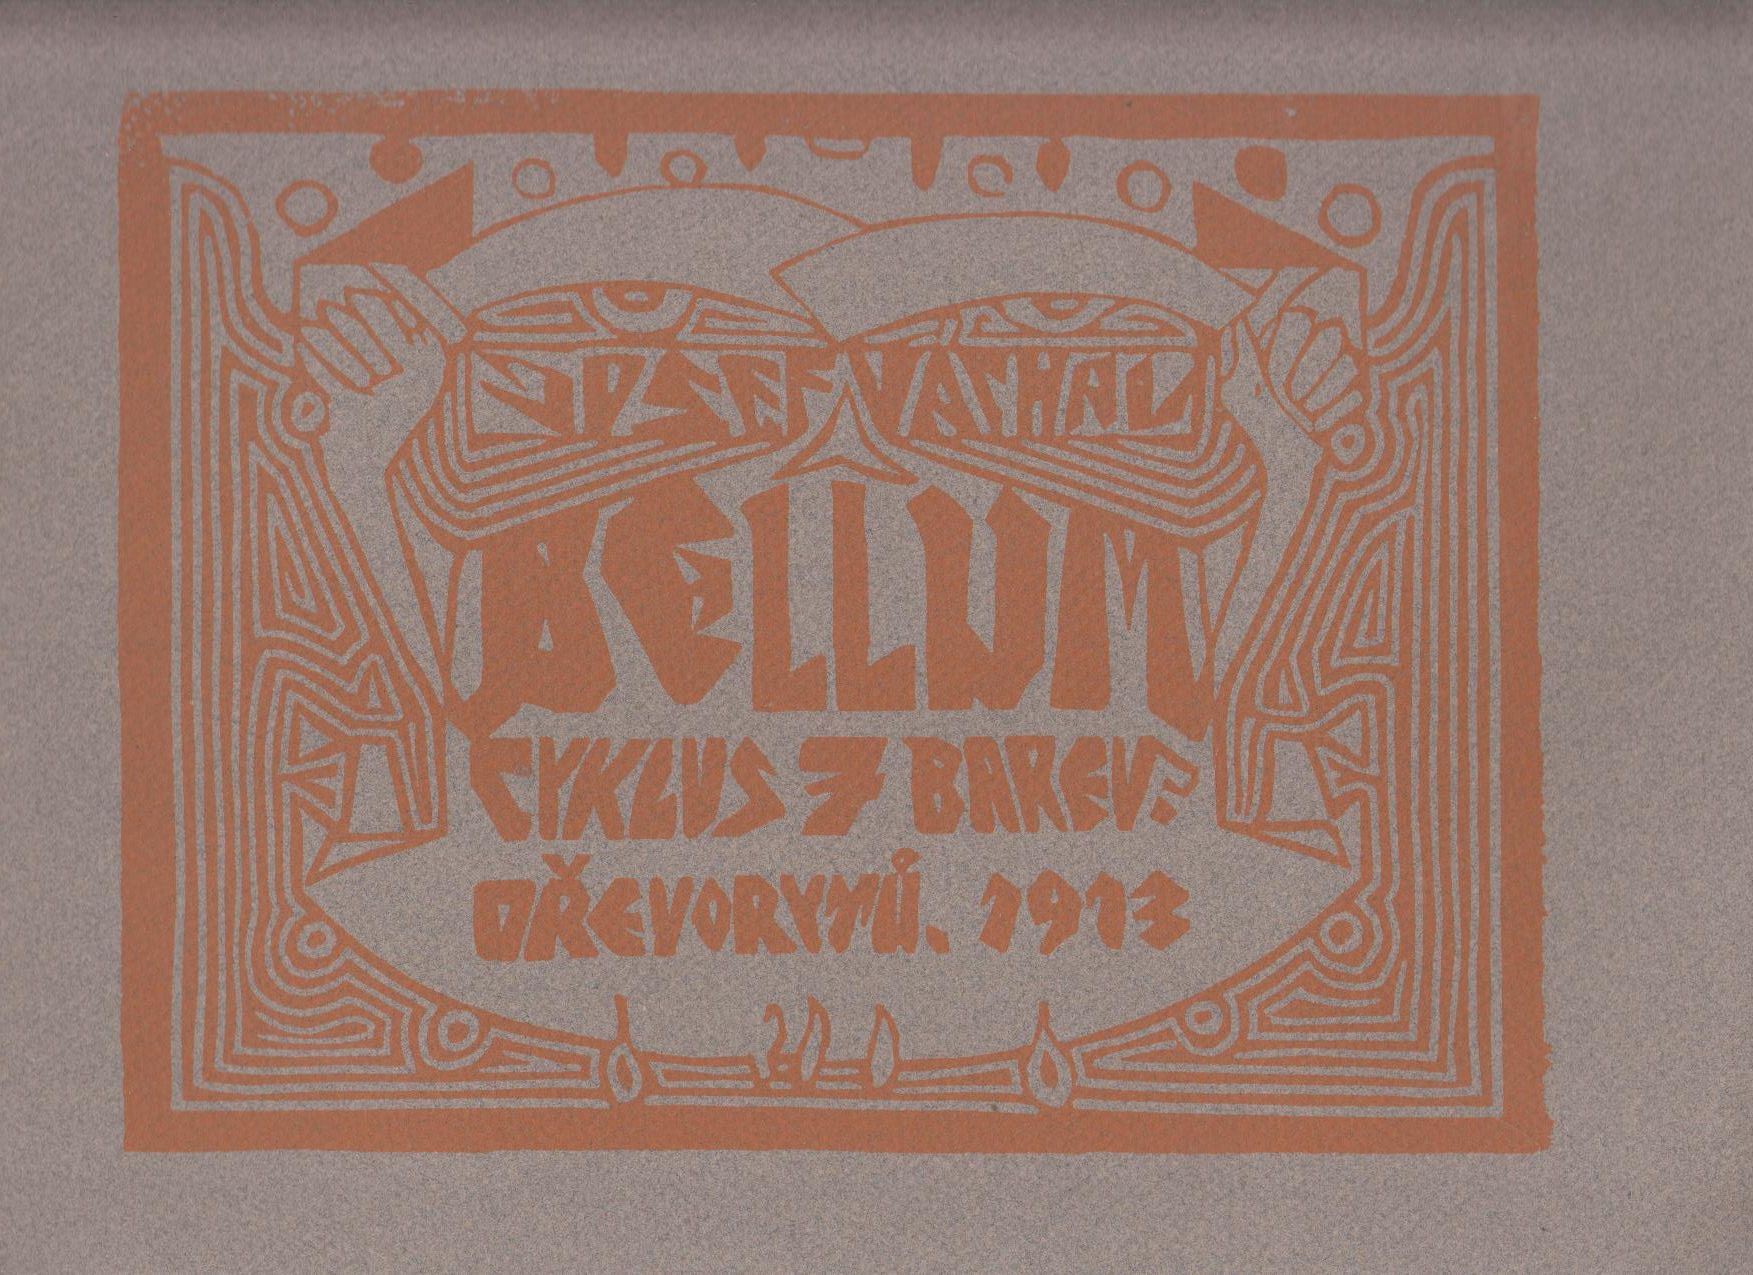 JOSEF VÁCHAL
BELLUM
CYKLUS 7 BAREV:
DŘEVORYTŮ. 1913